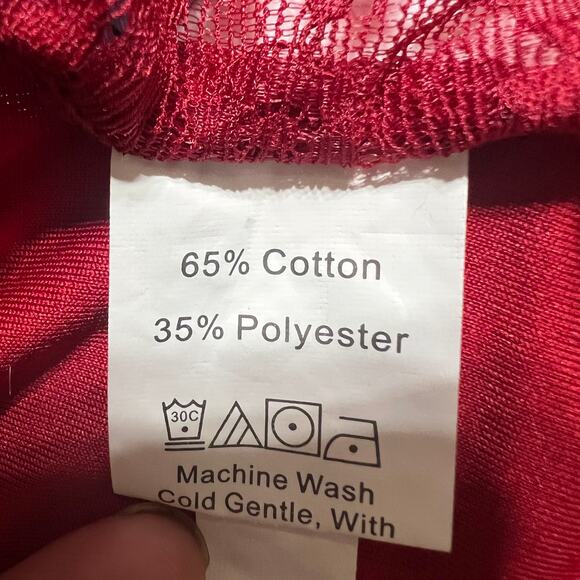 65% Cotton
35% Polyester
30C
Machine Wash
Cold Gentle, With